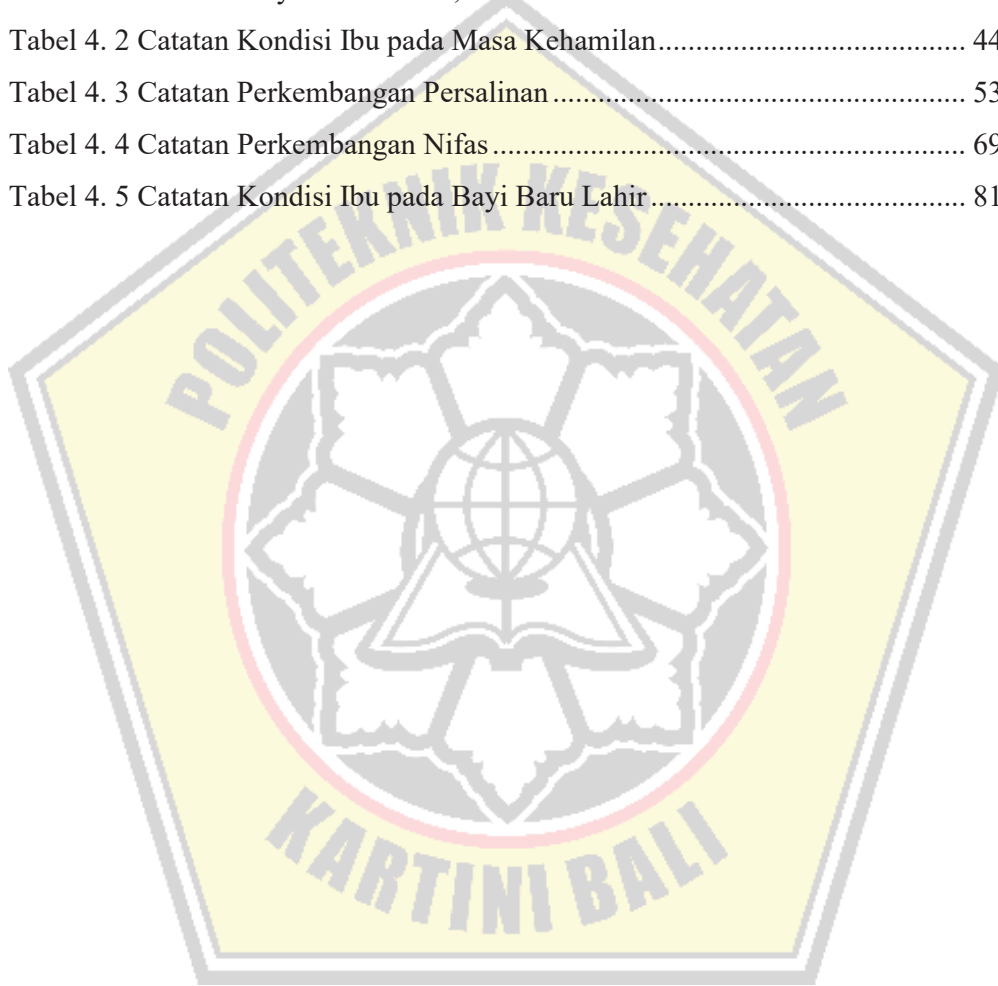 Tabel 4. 2 Catatan Kondisi Ibu pada Masa Kehamilan....................................... 44
Tabel 4. 3 Catatan Perkembangan Persalinan .................................................... 53
Tabel 4. 4 Catatan Perkembangan Nifas............................................................ 69
Tabel 4. 5 Catatan Kondisi Ibu pada Bayi Baru Lahir ........................................ 81
POLITEKNIK KESEHATAN
KARTINI BALI